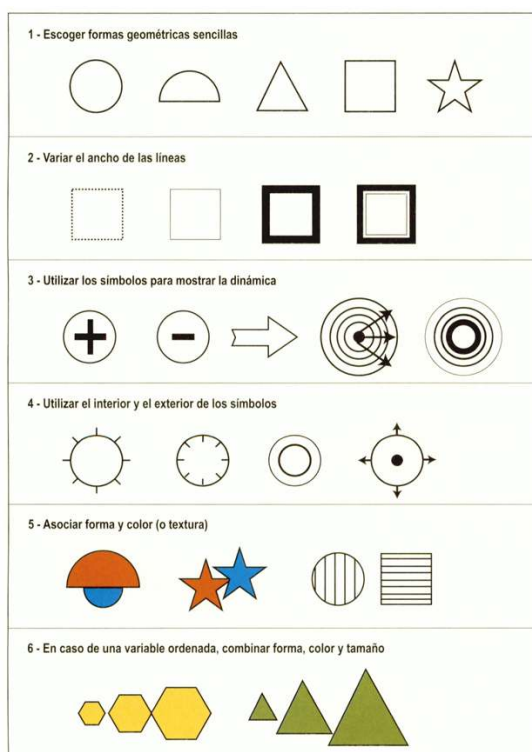 1 - Escoger formas geométricas sencillas
2 - Variar el ancho de las líneas
3 - Utilizar los símbolos para mostrar la dinámica
4 - Utilizar el interior y el exterior de los símbolos
5 - Asociar forma y color (o textura)
6 - En caso de una variable ordenada, combinar forma, color y tamaño